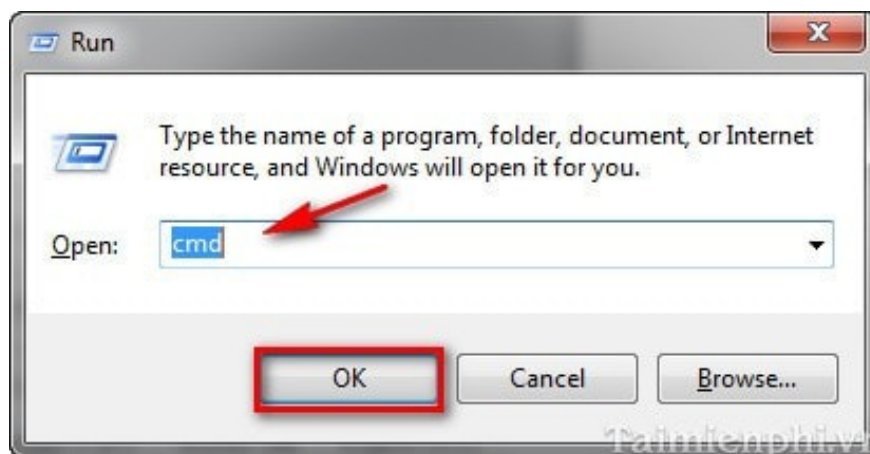 Run
Type the name of a program, folder, document, or Internet
resource, and Windows will open it for you.
Open:
cmd
OK
Cancel
Browse...
Taimienphi.vn